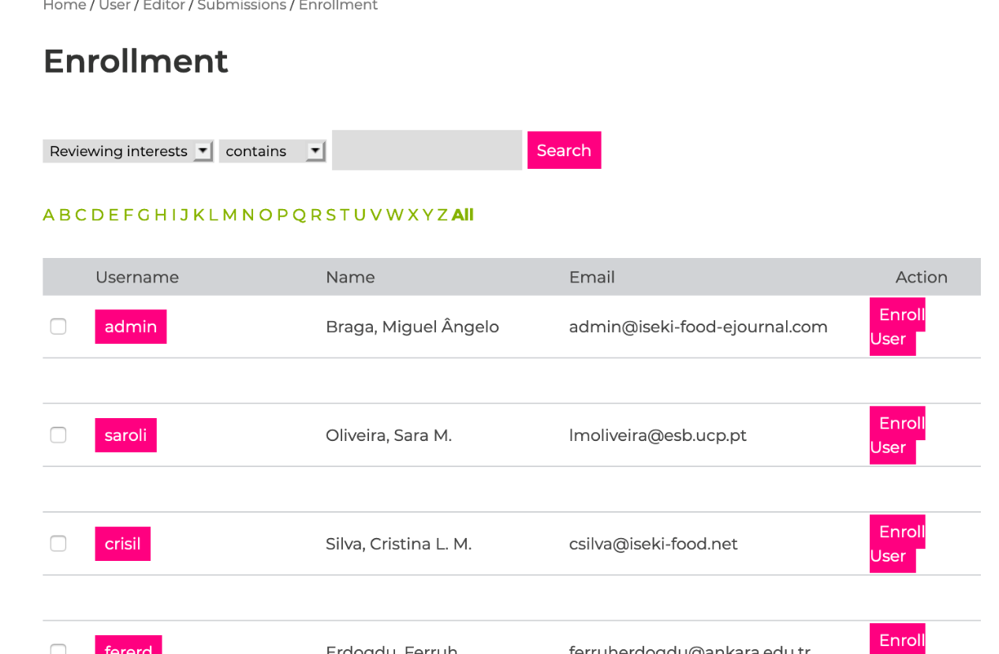 Home / User / Editor / Submissions / Enrollment
Enrollment
Reviewing interests contains Search
A B C D E F G H I J K L M N O P Q R S T U V W X Y Z All
Username Name Email Action
admin Braga, Miguel Ângelo admin@iseki-food-ejournal.com Enroll
User
saroli Oliveira, Sara M. lmoliveira@esb.ucp.pt Enroll
User
crisil Silva, Cristina L. M. csilva@iseki-food.net Enroll
User
fererd Erdogdu, Ferruh ferruherdogdu@ankara.edu.tr Enroll